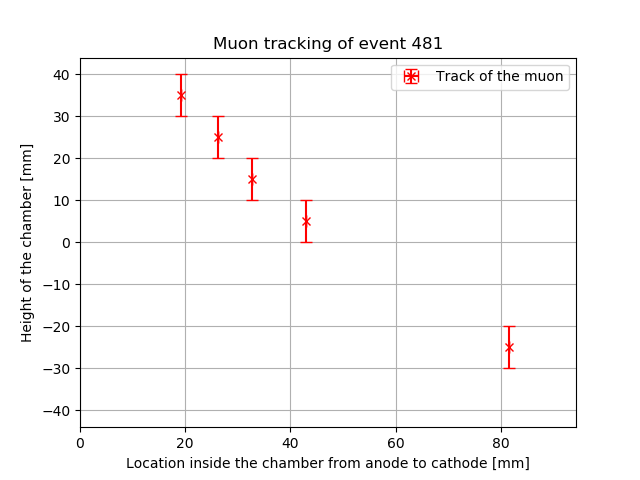 Muon tracking of event 481
Track of the muon
Height of the chamber [mm]
40
30
20
10
0
−10
−20
−30
−40
0 20 40 60 80
Location inside the chamber from anode to cathode [mm]